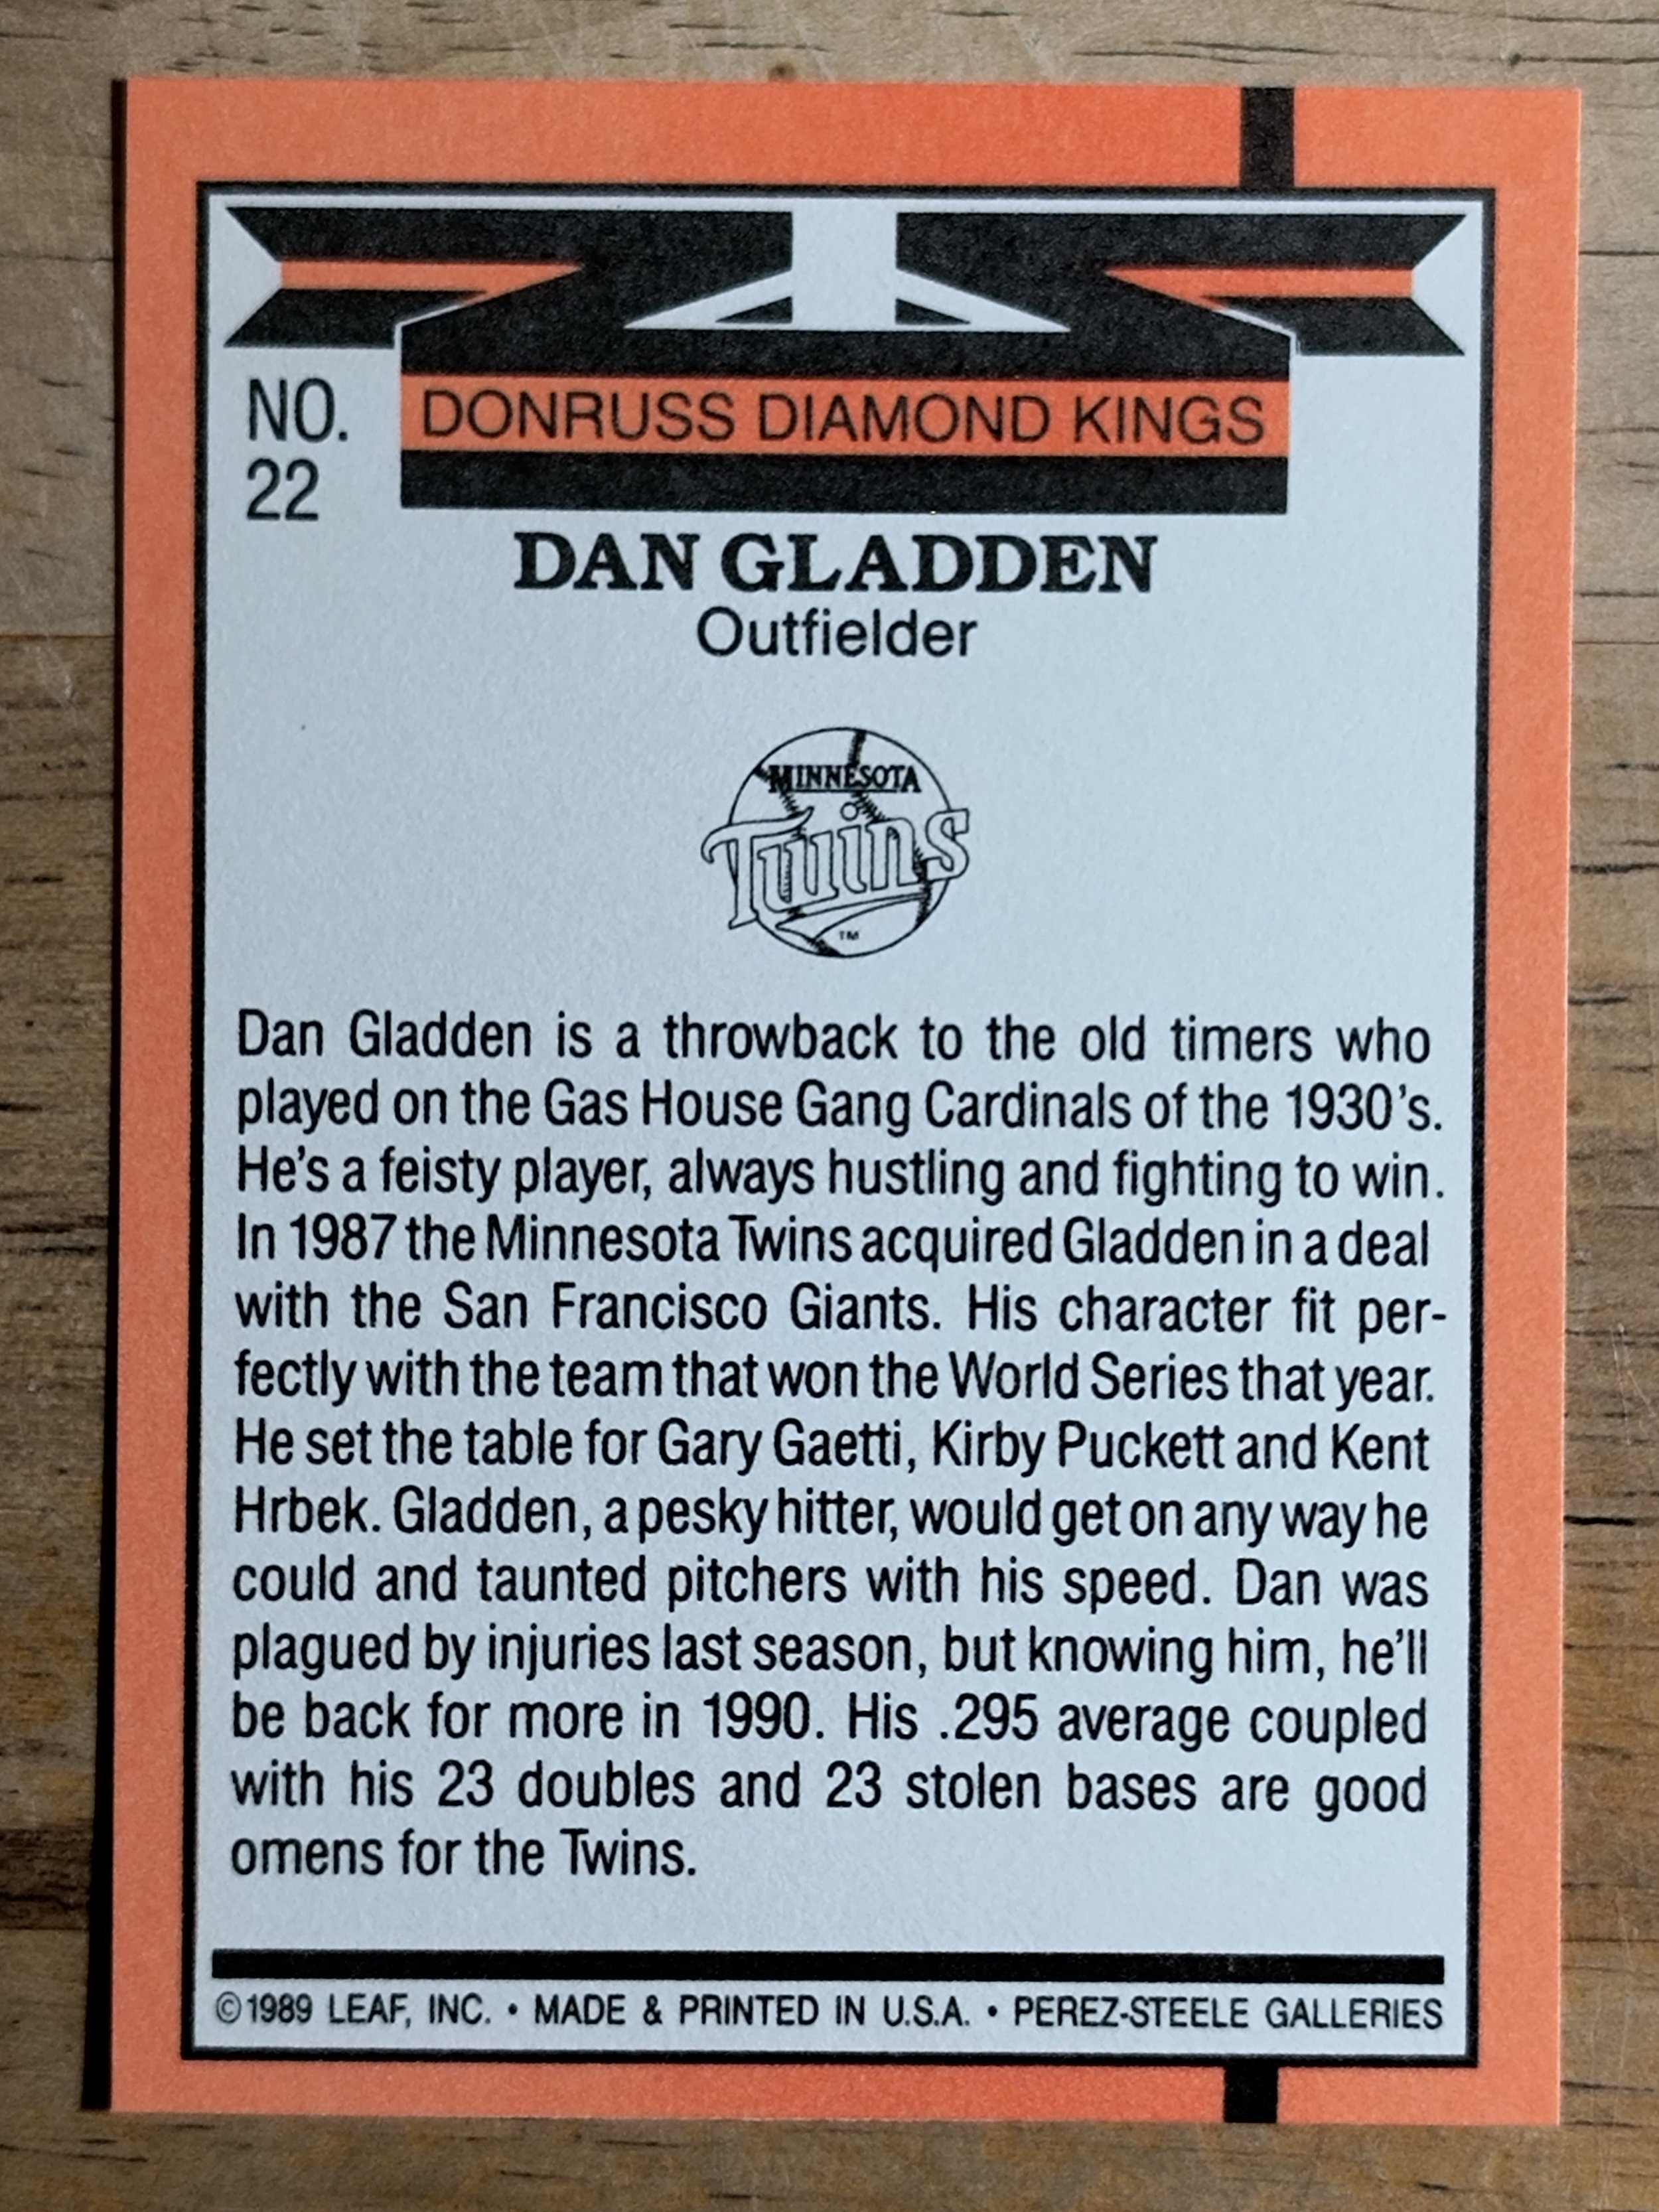 NO.
22
DONRUSS DIAMOND KINGS
DAN GLADDEN
Outfielder
MINNESOTA
Twins
TM
Dan Gladden is a throwback to the old timers who
played on the Gas House Gang Cardinals of the 1930's.
He's a feisty player, always hustling and fighting to win.
In 1987 the Minnesota Twins acquired Gladden in a deal
with the San Francisco Giants. His character fit per-
fectly with the team that won the World Series that year.
He set the table for Gary Gaetti, Kirby Puckett and Kent
Hrbek. Gladden, a pesky hitter, would get on any way he
could and taunted pitchers with his speed. Dan was
plagued by injuries last season, but knowing him, he'll
be back for more in 1990. His .295 average coupled
with his 23 doubles and 23 stolen bases are good
omens for the Twins.
©1989 LEAF, INC. • MADE & PRINTED IN U.S.A. • PEREZ-STEELE GALLERIES